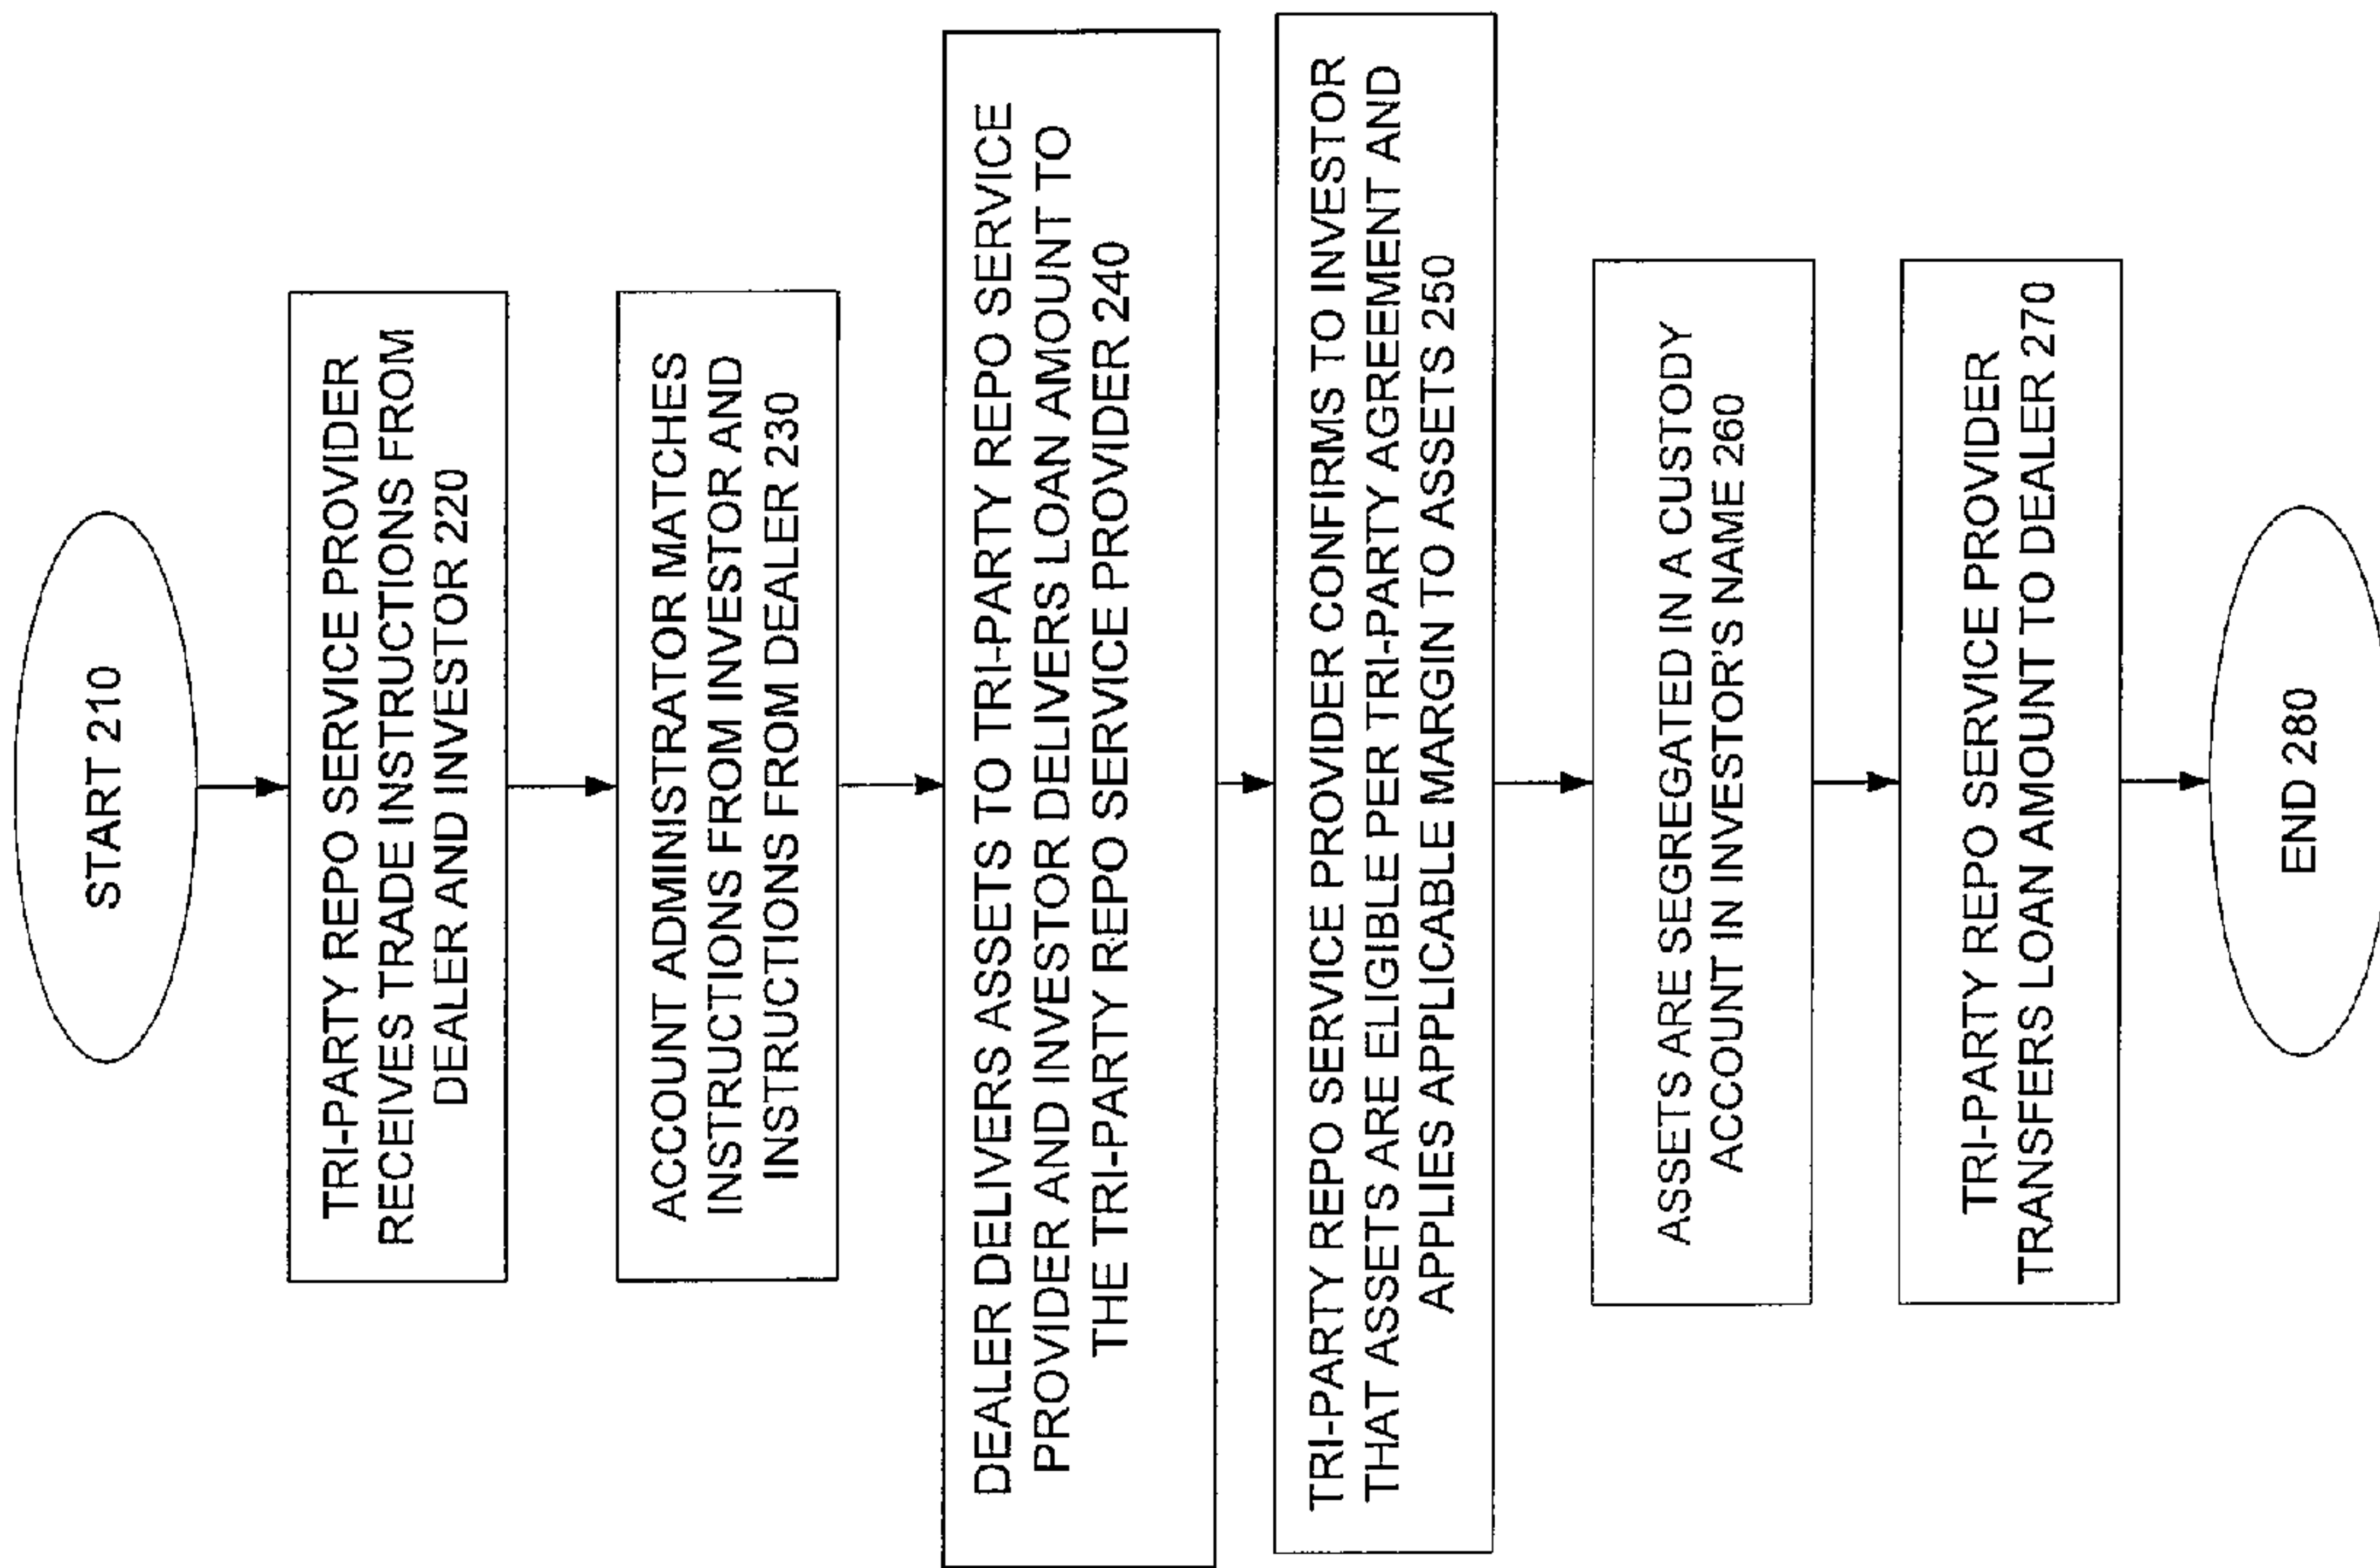 START 210
TRI-PARTY REPO SERVICE PROVIDER
RECEIVES TRADE INSTRUCTIONS FROM
DEALER AND INVESTOR 220
ACCOUNT ADMINISTRATOR MATCHES
INSTRUCTIONS FROM INVESTOR AND
INSTRUCTIONS FROM DEALER 230
DEALER DELIVERS ASSETS TO TRI-PARTY REPO SERVICE
PROVIDER AND INVESTOR DELIVERS LOAN AMOUNT TO
THE TRI-PARTY REPO SERVICE PROVIDER 240
TRI-PARTY REPO SERVICE PROVIDER CONFIRMS TO INVESTOR
THAT ASSETS ARE ELIGIBLE PER TRI-PARTY AGREEMENT AND
APPLIES APPLICABLE MARGIN TO ASSETS 250
ASSETS ARE SEGREGATED IN A CUSTODY
ACCOUNT IN INVESTOR'S NAME 260
TRI-PARTY REPO SERVICE PROVIDER
TRANSFERS LOAN AMOUNT TO DEALER 270
END 280